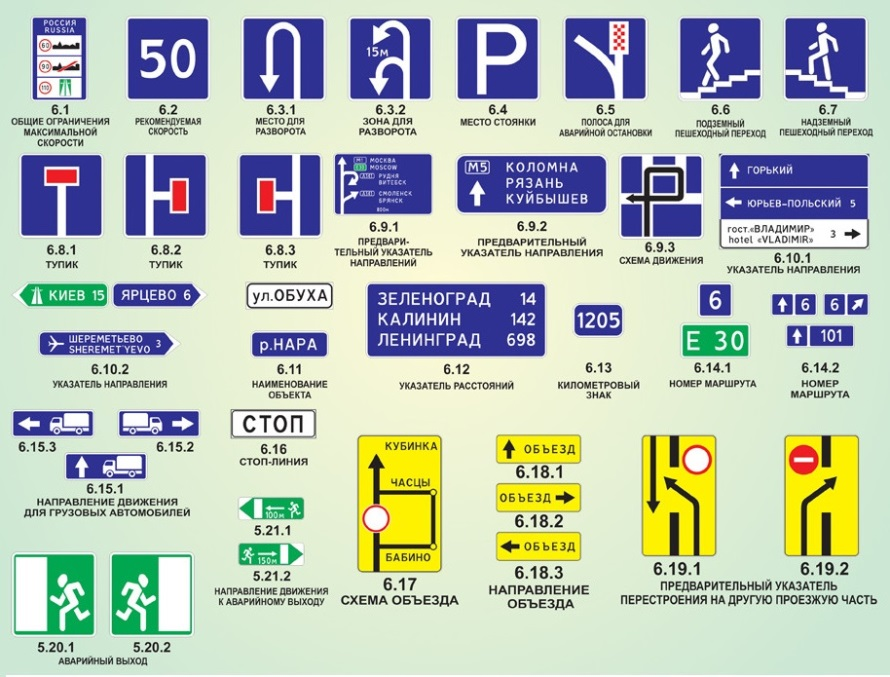 РОССИЯ
RUSSIA
60
90
110
6.1
ОБЩИЕ ОГРАНИЧЕНИЯ
МАКСИМАЛЬНОЙ
СКОРОСТИ
50
6.2
РЕКОМЕНДУЕМАЯ
СКОРОСТЬ
6.3.1
МЕСТО ДЛЯ
РАЗВОРОТА
15м
6.3.2
ЗОНА ДЛЯ
РАЗВОРОТА
P
6.4
МЕСТО СТОЯНКИ
6.5
ПОЛОСА ДЛЯ
АВАРИЙНОЙ ОСТАНОВКИ
6.6
ПОДЗЕМНЫЙ
ПЕШЕХОДНЫЙ ПЕРЕХОД
6.7
НАДЗЕМНЫЙ
ПЕШЕХОДНЫЙ ПЕРЕХОД
6.8.1
ТУПИК
6.8.2
ТУПИК
6.8.3
ТУПИК
М1 МОСКВА
MOSCOW
РУДНЯ
ВИТЕБСК
СМОЛЕНСК
БРЯНСК
800м
6.9.1
ПРЕДВАРИ-
ТЕЛЬНЫЙ УКАЗАТЕЛЬ
НАПРАВЛЕНИЙ
М5 КОЛОМНА
РЯЗАНЬ
КУЙБЫШЕВ
6.9.2
ПРЕДВАРИТЕЛЬНЫЙ
УКАЗАТЕЛЬ НАПРАВЛЕНИЯ
6.9.3
СХЕМА ДВИЖЕНИЯ
ГОРЬКИЙ
ЮРЬЕВ-ПОЛЬСКИЙ 5
гост.«ВЛАДИМИР»
hotel «VLADIMIR» 3
6.10.1
УКАЗАТЕЛЬ НАПРАВЛЕНИЯ
КИЕВ 15
ЯРЦЕВО 6
ШЕРЕМЕТЬЕВО
SHEREMET'YEVO 3
6.10.2
УКАЗАТЕЛЬ НАПРАВЛЕНИЯ
ул.ОБУХА
р.НАРА
6.11
НАИМЕНОВАНИЕ
ОБЪЕКТА
ЗЕЛЕНОГРАД 14
КАЛИНИН 142
ЛЕНИНГРАД 698
6.12
УКАЗАТЕЛЬ РАССТОЯНИЙ
1205
6.13
КИЛОМЕТРОВЫЙ
ЗНАК
6
E 30
6.14.1
НОМЕР МАРШРУТА
6 6
101
6.14.2
НОМЕР
МАРШРУТА
6.15.3
6.15.2
6.15.1
НАПРАВЛЕНИЕ ДВИЖЕНИЯ
ДЛЯ ГРУЗОВЫХ АВТОМОБИЛЕЙ
СТОП
6.16
СТОП-ЛИНИЯ
100м
5.21.1
150м
5.21.2
НАПРАВЛЕНИЕ ДВИЖЕНИЯ
К АВАРИЙНОМУ ВЫХОДУ
КУБИНКА
ЧАСЦЫ
БАБИНО
6.17
СХЕМА ОБЪЕЗДА
ОБЪЕЗД
6.18.1
ОБЪЕЗД
6.18.2
ОБЪЕЗД
6.18.3
НАПРАВЛЕНИЕ
ОБЪЕЗДА
6.19.1
6.19.2
ПРЕДВАРИТЕЛЬНЫЙ УКАЗАТЕЛЬ
ПЕРЕСТРОЕНИЯ НА ДРУГУЮ ПРОЕЗЖУЮ ЧАСТЬ
5.20.1
5.20.2
АВАРИЙНЫЙ ВЫХОД